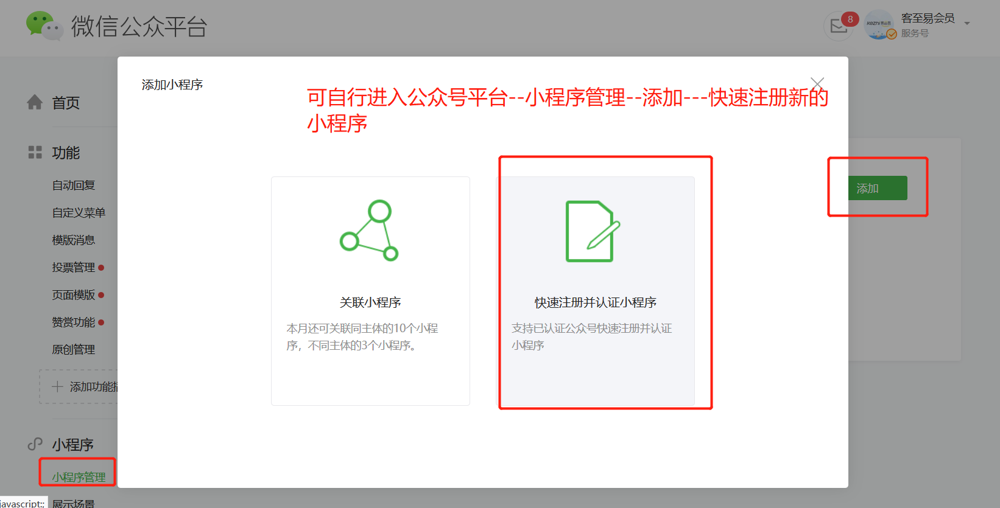 微信公众平台
8
客至易会员
服务号
首页
功能
自动回复
自定义菜单
模版消息
投票管理
页面模版
赞赏功能
原创管理
添加功能插
小程序
小程序管理
展示场景
javascript:;
添加小程序
可自行进入公众号平台--小程序管理--添加---快速注册新的
小程序
关联小程序
本月还可关联同主体的10个小程
序，不同主体的3个小程序。
快速注册并认证小程序
支持已认证公众号快速注册并认证
小程序
添加